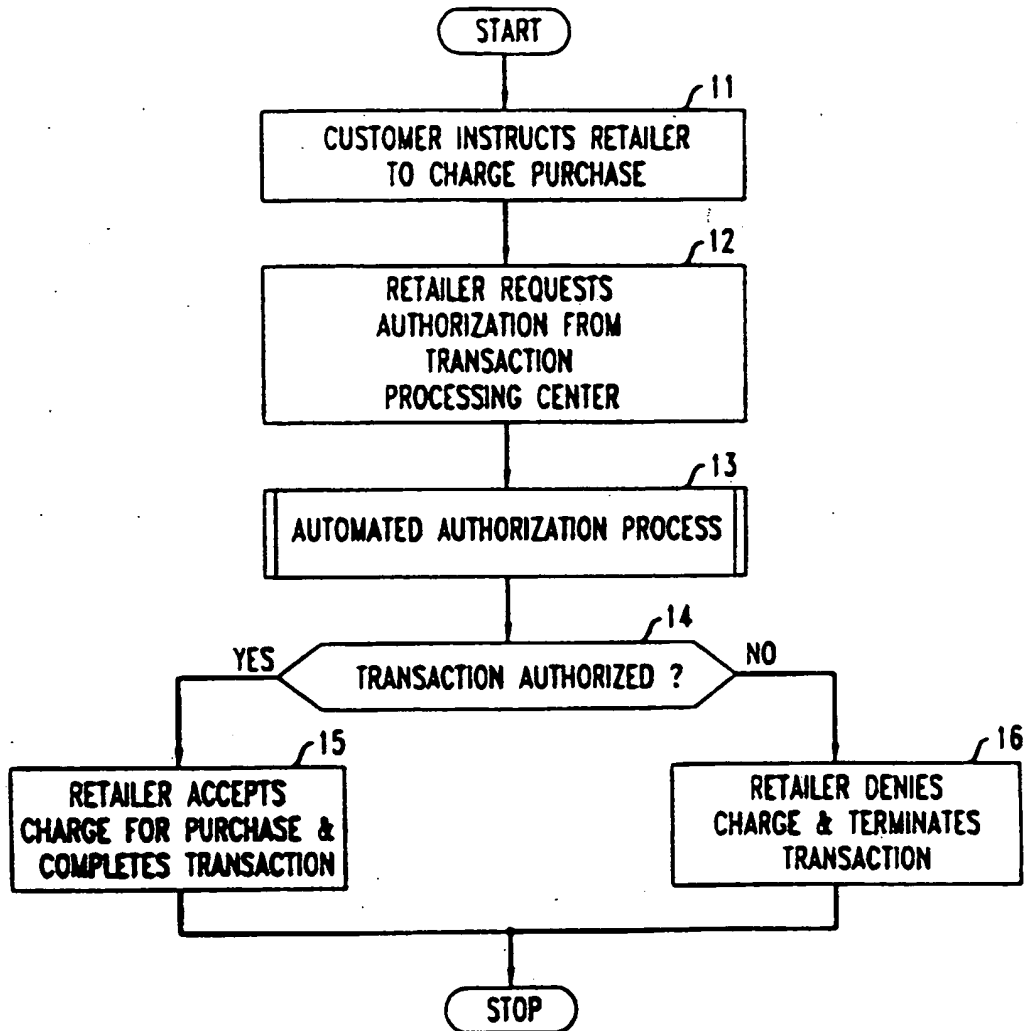 START
11
CUSTOMER INSTRUCTS RETAILER
TO CHARGE PURCHASE
12
RETAILER REQUESTS
AUTHORIZATION FROM
TRANSACTION
PROCESSING CENTER
13
AUTOMATED AUTHORIZATION PROCESS
14
YES
TRANSACTION AUTHORIZED ?
NO
15
RETAILER ACCEPTS
CHARGE FOR PURCHASE &
COMPLETES TRANSACTION
16
RETAILER DENIES
CHARGE & TERMINATES
TRANSACTION
STOP